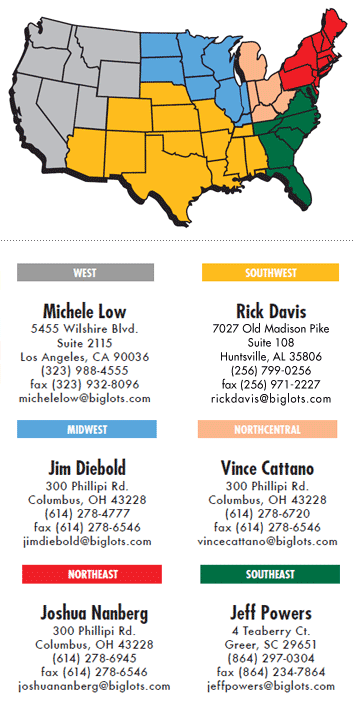 WEST
Michele Low
5455 Wilshire Blvd.
Suite 2115
Los Angeles, CA 90036
(323) 988-4555
fax (323) 932-8096
michelelow@biglots.com
SOUTHWEST
Rick Davis
7027 Old Madison Pike
Suite 108
Huntsville, AL 35806
(256) 799-0256
fax (256) 971-2227
rickdavis@biglots.com
MIDWEST
Jim Diebold
300 Phillipi Rd.
Columbus, OH 43228
(614) 278-4777
fax (614) 278-6546
jimdiebold@biglots.com
NORTHCENTRAL
Vince Cattano
300 Phillipi Rd.
Columbus, OH 43228
(614) 278-6720
fax (614) 278-6546
vincecattano@biglots.com
NORTHEAST
Joshua Nanberg
300 Phillipi Rd.
Columbus, OH 43228
(614) 278-6945
fax (614) 278-6546
joshuananberg@biglots.com
SOUTHEAST
Jeff Powers
4 Teaberry Ct.
Greer, SC 29651
(864) 297-0304
fax (864) 234-7864
jeffpowers@biglots.com